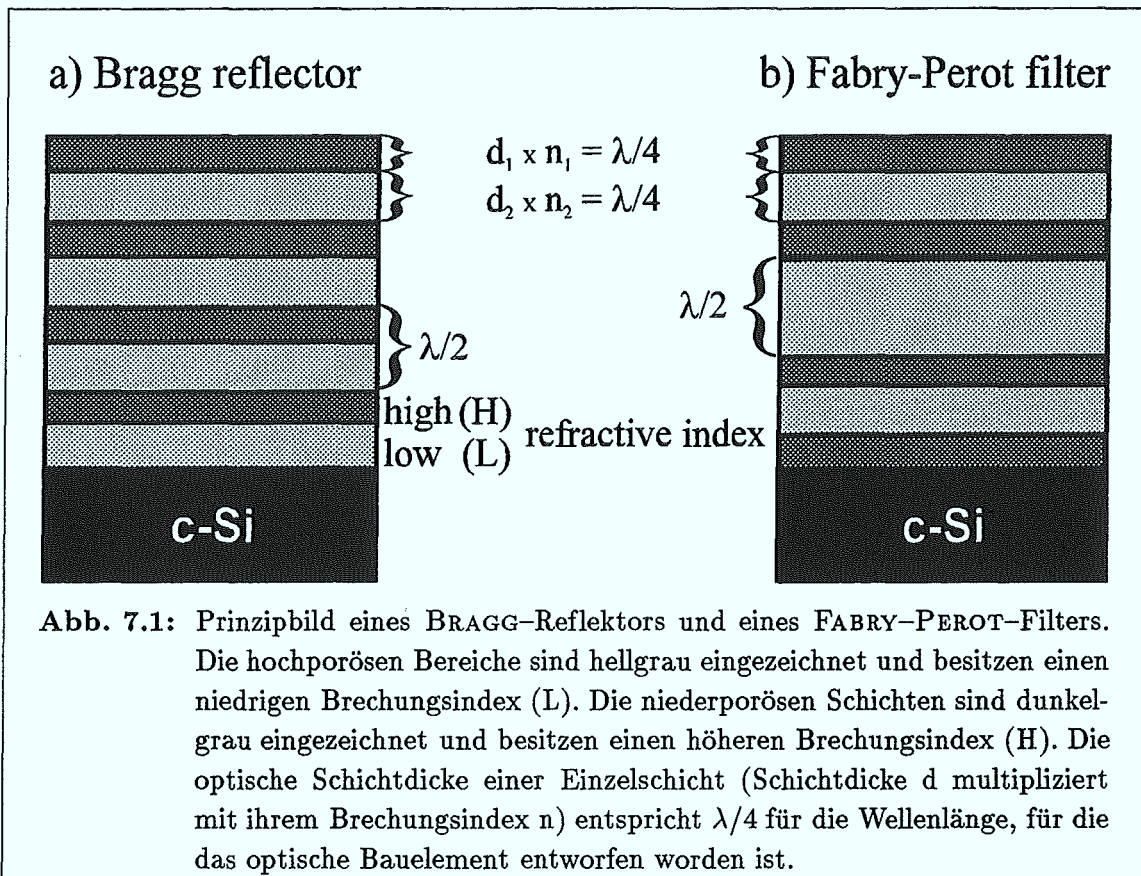 a) Bragg reflector
b) Fabry-Perot filter
d₁ x n₁ = λ/4
d₂ x n₂ = λ/4
λ/2
λ/2
high (H)
low (L)
refractive index
c-Si
c-Si
Abb. 7.1: Prinzipbild eines BRAGG–Reflektors und eines FABRY–PEROT–Filters.
Die hochporösen Bereiche sind hellgrau eingezeichnet und besitzen einen
niedrigen Brechungsindex (L). Die niederporösen Schichten sind dunkel-
grau eingezeichnet und besitzen einen höheren Brechungsindex (H). Die
optische Schichtdicke einer Einzelschicht (Schichtdicke d multipliziert
mit ihrem Brechungsindex n) entspricht λ/4 für die Wellenlänge, für die
das optische Bauelement entworfen worden ist.